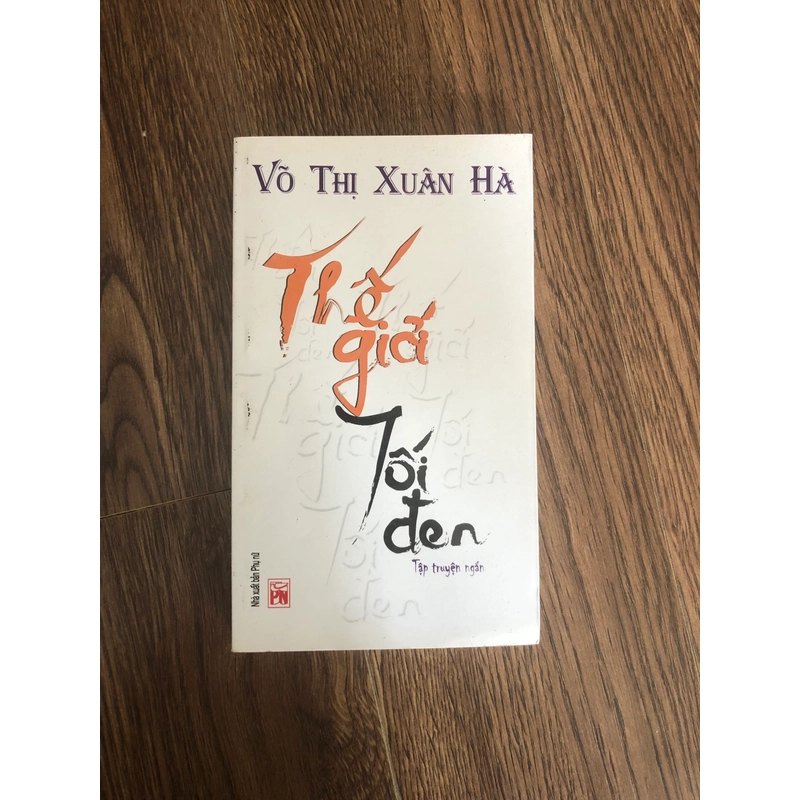 VÕ THỊ XUÂN HÀ
Thế
giới
Tối
đen
Tập truyện ngắn
Nhà xuất bản Phụ nữ
PN